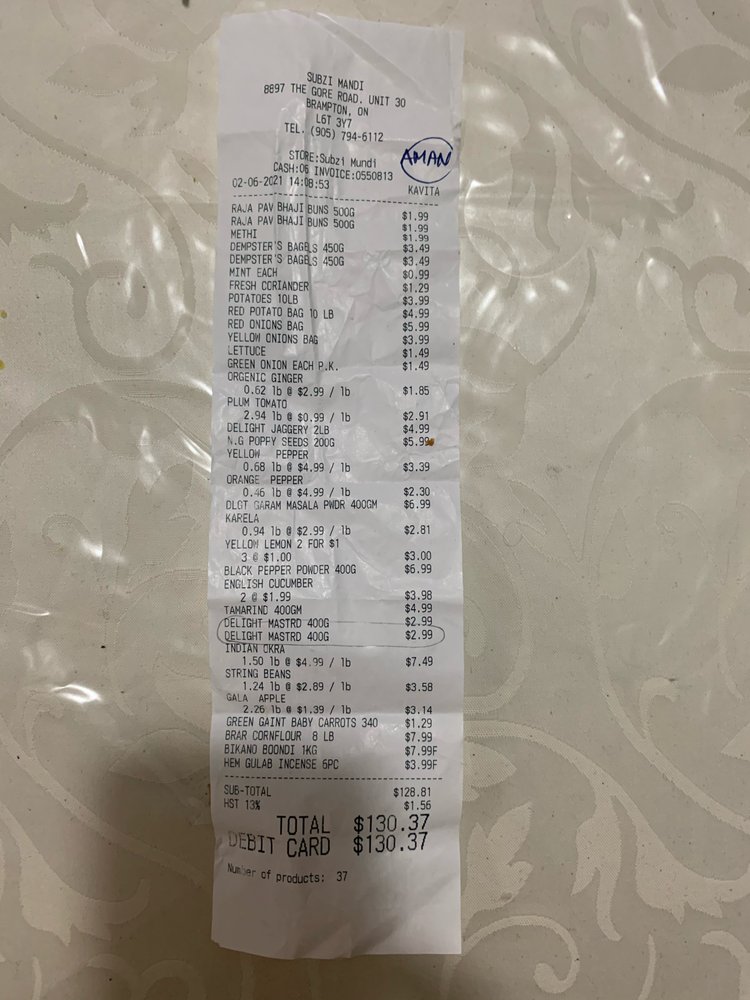 SUBZI MANDI
8897 THE GORE ROAD. UNIT 30
BRAMPTON, ON
L6T 3Y7
TEL. (905) 794-6112
AMAN
STORE:Subzi Mundi
CASH:06 INVOICE:0550813
02-06-2021 14:08:53 KAVITA
RAJA PAV BHAJI BUNS 500G $1.99
RAJA PAV BHAJI BUNS 500G $1.99
METHI $1.99
DEMPSTER'S BAGELS 450G $3.49
DEMPSTER'S BAGELS 450G $3.49
MINT EACH $0.99
FRESH CORIANDER $1.29
POTATOES 10LB $3.99
RED POTATO BAG 10 LB $4.99
RED ONIONS BAG $5.99
YELLOW ONIONS BAG $3.99
LETTUCE $1.49
GREEN ONION EACH P.K. $1.49
ORGENIC GINGER
0.62 lb @ $2.99 / lb $1.85
PLUM TOMATO
2.94 lb @ $0.99 / lb $2.91
DELIGHT JAGGERY 2LB $4.99
N.G POPPY SEEDS 200G $5.99
YELLOW PEPPER
0.68 lb @ $4.99 / lb $3.39
ORANGE PEPPER
0.46 lb @ $4.99 / lb $2.30
DLGT GARAM MASALA PWDR 400GM $6.99
KARELA
0.94 lb @ $2.99 / lb $2.81
YELLOW LEMON 2 FOR $1
3 @ $1.00 $3.00
BLACK PEPPER POWDER 400G $6.99
ENGLISH CUCUMBER
2 @ $1.99 $3.98
TAMARIND 400GM $4.99
DELIGHT MASTRD 400G $2.99
DELIGHT MASTRD 400G $2.99
INDIAN OKRA
1.50 lb @ $4.99 / lb $7.49
STRING BEANS
1.24 lb @ $2.89 / lb $3.58
GALA APPLE
2.26 lb @ $1.39 / lb $3.14
GREEN GAINT BABY CARROTS 340 $1.29
BRAR CORNFLOUR 8 LB $7.99
BIKANO BOONDI 1KG $7.99F
HEM GULAB INCENSE 6PC $3.99F
SUB-TOTAL $128.81
HST 13% $1.56
TOTAL $130.37
DEBIT CARD $130.37
Number of products: 37